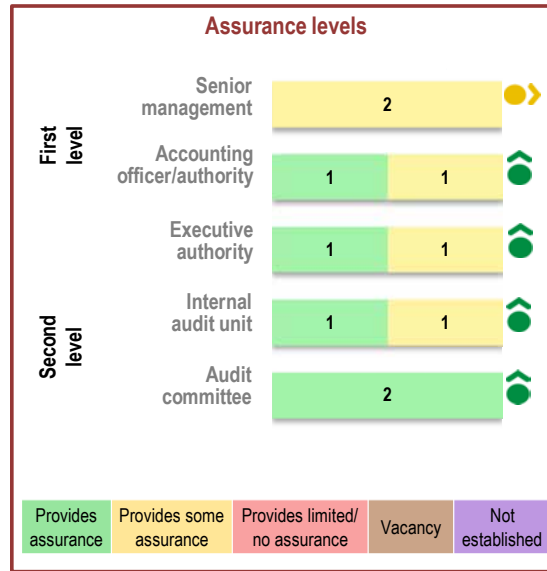 Assurance levels
First
level
Senior
management
2
Accounting
officer/authority
1 1
Executive
authority
1 1
Second
level
Internal
audit unit
1 1
Audit
committee
2
Provides
assurance
Provides some
assurance
Provides limited/
no assurance
Vacancy
Not
established